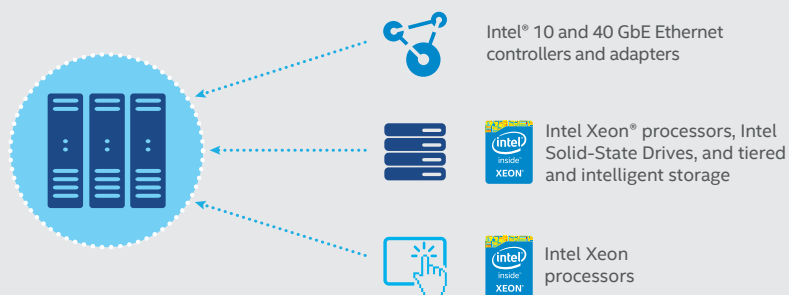 Intel® 10 and 40 GbE Ethernet
controllers and adapters
intel
inside®
XEON®
Intel Xeon® processors, Intel
Solid-State Drives, and tiered
and intelligent storage
intel
inside®
XEON®
Intel Xeon
processors